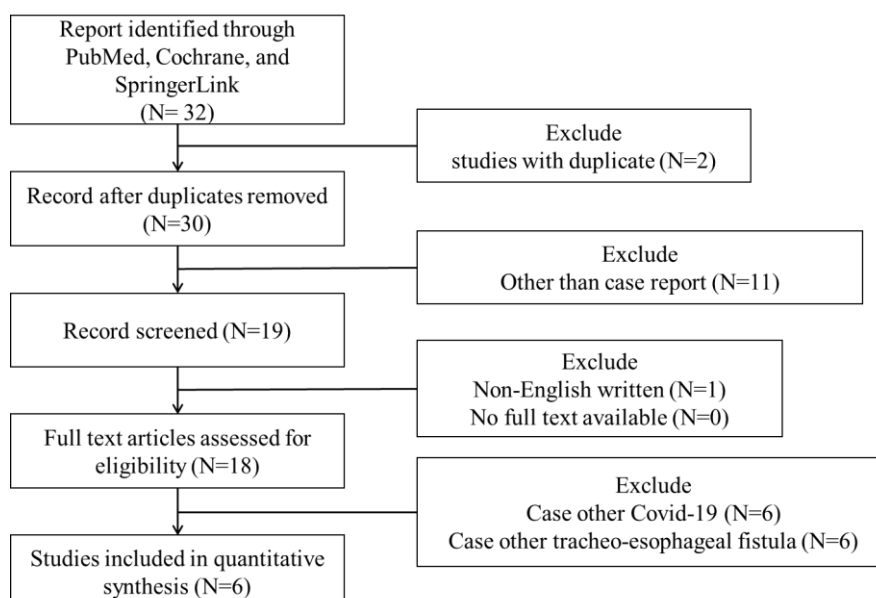 Report identified through
PubMed, Cochrane, and
SpringerLink
(N= 32)
Exclude
studies with duplicate (N=2)
Record after duplicates removed
(N=30)
Exclude
Other than case report (N=11)
Record screened (N=19)
Exclude
Non-English written (N=1)
No full text available (N=0)
Full text articles assessed for
eligibility (N=18)
Exclude
Case other Covid-19 (N=6)
Case other tracheo-esophageal fistula (N=6)
Studies included in quantitative
synthesis (N=6)